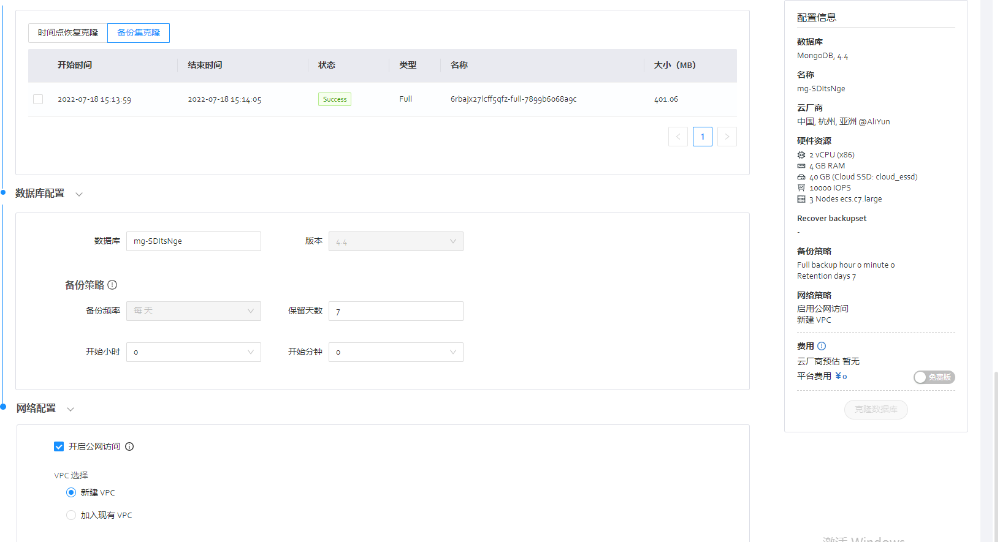 时间点恢复克隆 备份集克隆
开始时间 结束时间 状态 类型 名称 大小（MB）
2022-07-18 15:13:59 2022-07-18 15:14:05 Success Full 6rbajx27lcff5qfz-full-7899b6068a9c 401.06
< 1 >
数据库配置
数据库 mg-SDItsNge 版本 4.4
备份策略
备份频率 每天 保留天数 7
开始小时 0 开始分钟 0
网络配置
开启公网访问
VPC 选择
新建 VPC
加入现有 VPC
配置信息
数据库
MongoDB, 4.4
名称
mg-SDItsNge
云厂商
中国, 杭州, 亚洲 @AliYun
硬件资源
2 vCPU (x86)
4 GB RAM
40 GB (Cloud SSD: cloud_essd)
10000 IOPS
3 Nodes ecs.c7.large
Recover backupset
-
备份策略
Full backup hour 0 minute 0
Retention days 7
网络策略
启用公网访问
新建 VPC
费用
云厂商预估 暂无
平台费用 ¥0 免费版
克隆数据库
激活 Windows